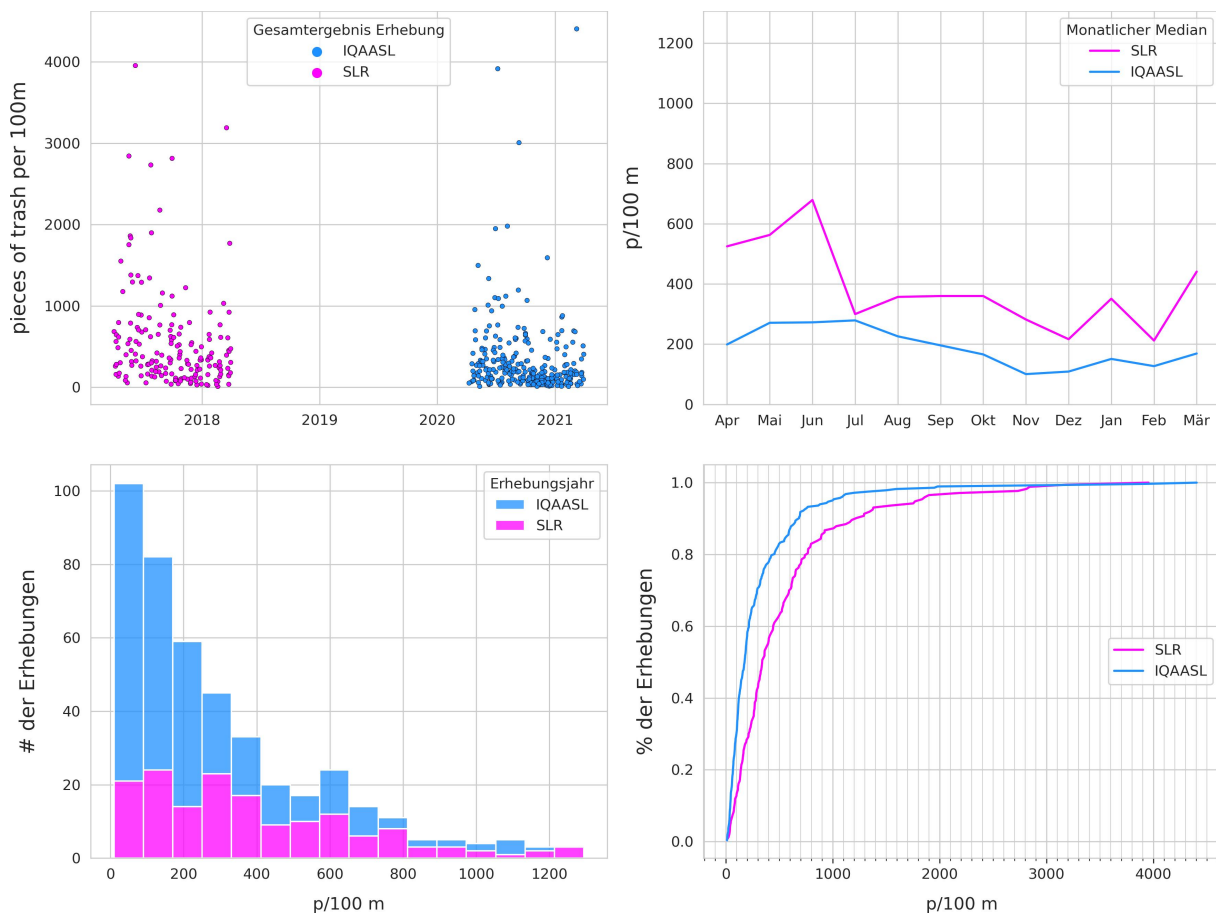 Gesamtergebnis Erhebung
IQAASL
SLR
pieces of trash per 100m
4000
3000
2000
1000
0
2018
2019
2020
2021
Monatlicher Median
SLR
IQAASL
p/100 m
1200
1000
800
600
400
200
0
Apr
Mai
Jun
Jul
Aug
Sep
Okt
Nov
Dez
Jan
Feb
Mär
Erhebungsjahr
IQAASL
SLR
# der Erhebungen
100
80
60
40
20
0
0
200
400
600
800
1000
1200
p/100 m
SLR
IQAASL
% der Erhebungen
1.0
0.8
0.6
0.4
0.2
0.0
0
1000
2000
3000
4000
p/100 m